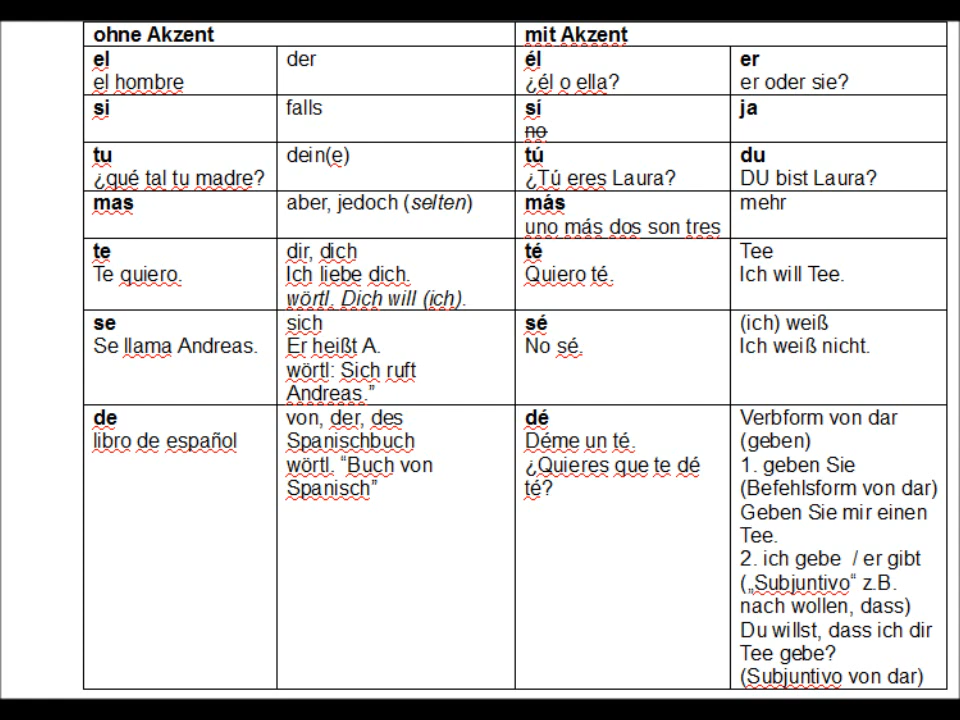 ohne Akzent
mit Akzent
el
el hombre
der
él
¿él o ella?
er
er oder sie?
si
falls
sí
no
ja
tu
¿qué tal tu madre?
dein(e)
tú
¿Tú eres Laura?
du
DU bist Laura?
mas
aber, jedoch (selten)
más
uno más dos son tres
mehr
te
Te quiero.
dir, dich
Ich liebe dich.
wörtl. Dich will (ich).
té
Quiero té.
Tee
Ich will Tee.
se
Se llama Andreas.
sich
Er heißt A.
wörtl: Sich ruft
Andreas.”
sé
No sé.
(ich) weiß
Ich weiß nicht.
de
libro de español
von, der, des
Spanischbuch
wörtl. “Buch von
Spanisch”
dé
Déme un té.
¿Quieres que te dé
té?
Verbform von dar
(geben)
1. geben Sie
(Befehlsform von dar)
Geben Sie mir einen
Tee.
2. ich gebe / er gibt
(„Subjuntivo“ z.B.
nach wollen, dass)
Du willst, dass ich dir
Tee gebe?
(Subjuntivo von dar)